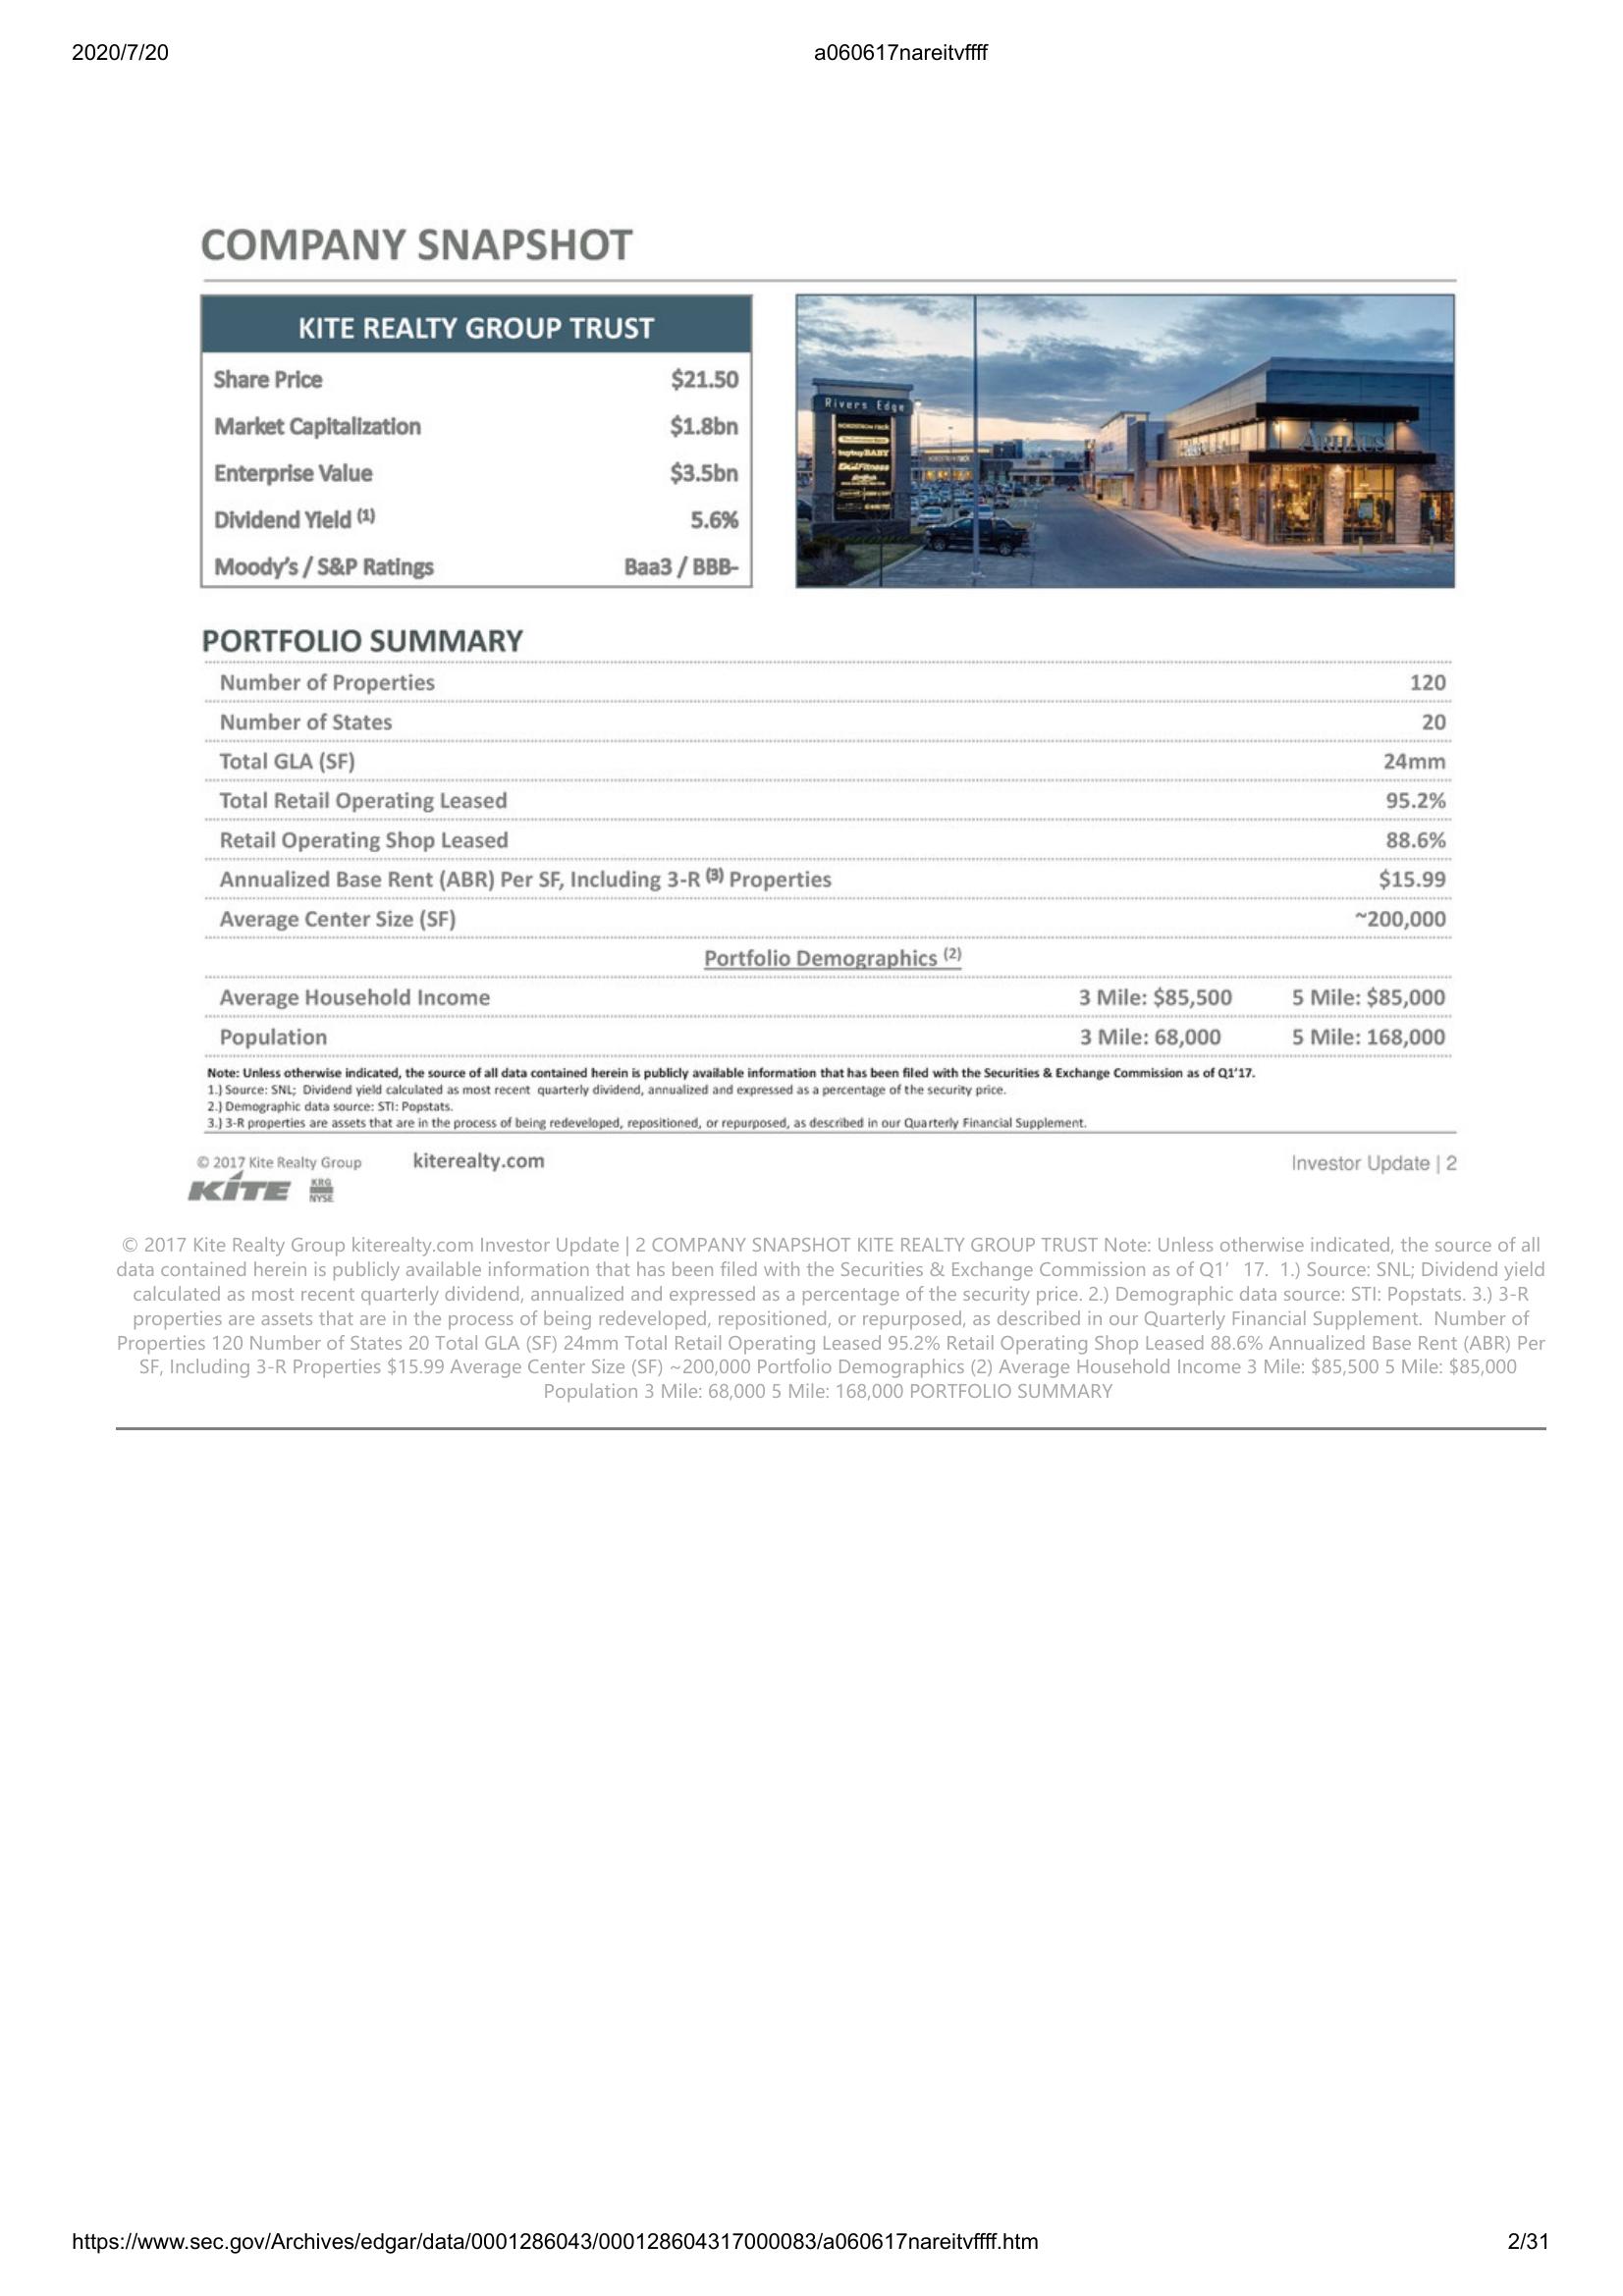 2020/7/20
a060617nareitvffff
COMPANY SNAPSHOT
KITE REALTY GROUP TRUST
Share Price $21.50
Market Capitalization $1.8bn
Enterprise Value $3.5bn
Dividend Yield (1) 5.6%
Moody's / S&P Ratings Baa3 / BBB-
Rivers Edge
NORDSTROM rack
buybuyBABY
ARHAUS
PORTFOLIO SUMMARY
Number of Properties 120
Number of States 20
Total GLA (SF) 24mm
Total Retail Operating Leased 95.2%
Retail Operating Shop Leased 88.6%
Annualized Base Rent (ABR) Per SF, Including 3-R (3) Properties $15.99
Average Center Size (SF) ~200,000
Portfolio Demographics (2)
Average Household Income 3 Mile: $85,500 5 Mile: $85,000
Population 3 Mile: 68,000 5 Mile: 168,000
Note: Unless otherwise indicated, the source of all data contained herein is publicly available information that has been filed with the Securities & Exchange Commission as of Q1'17.
1.) Source: SNL; Dividend yield calculated as most recent quarterly dividend, annualized and expressed as a percentage of the security price.
2.) Demographic data source: STI: Popstats.
3.) 3-R properties are assets that are in the process of being redeveloped, repositioned, or repurposed, as described in our Quarterly Financial Supplement.
© 2017 Kite Realty Group kiterealty.com Investor Update | 2
KITE KRG NYSE
© 2017 Kite Realty Group kiterealty.com Investor Update | 2 COMPANY SNAPSHOT KITE REALTY GROUP TRUST Note: Unless otherwise indicated, the source of all
data contained herein is publicly available information that has been filed with the Securities & Exchange Commission as of Q1’ 17. 1.) Source: SNL; Dividend yield
calculated as most recent quarterly dividend, annualized and expressed as a percentage of the security price. 2.) Demographic data source: STI: Popstats. 3.) 3-R
properties are assets that are in the process of being redeveloped, repositioned, or repurposed, as described in our Quarterly Financial Supplement. Number of
Properties 120 Number of States 20 Total GLA (SF) 24mm Total Retail Operating Leased 95.2% Retail Operating Shop Leased 88.6% Annualized Base Rent (ABR) Per
SF, Including 3-R Properties $15.99 Average Center Size (SF) ~200,000 Portfolio Demographics (2) Average Household Income 3 Mile: $85,500 5 Mile: $85,000
Population 3 Mile: 68,000 5 Mile: 168,000 PORTFOLIO SUMMARY
https://www.sec.gov/Archives/edgar/data/0001286043/000128604317000083/a060617nareitvffff.htm
2/31